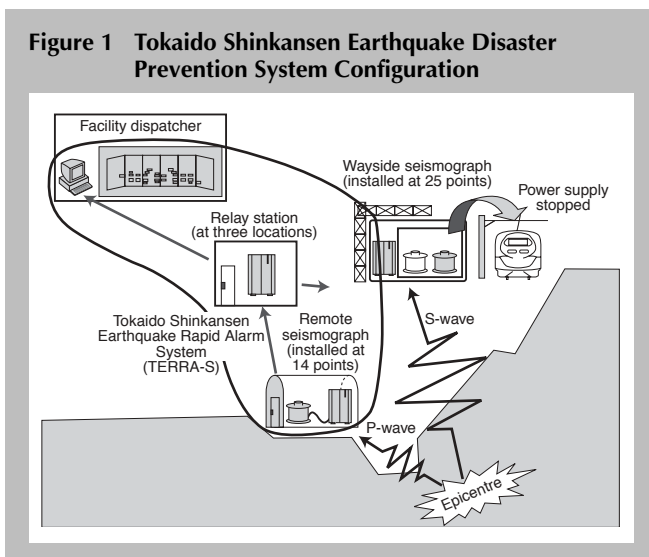 Figure 1 Tokaido Shinkansen Earthquake Disaster
Prevention System Configuration
Facility dispatcher
Wayside seismograph
(installed at 25 points)
Power supply
stopped
Relay station
(at three locations)
Tokaido Shinkansen
Earthquake Rapid Alarm
System
(TERRA-S)
Remote
seismograph
(installed at
14 points)
S-wave
P-wave
Epicentre